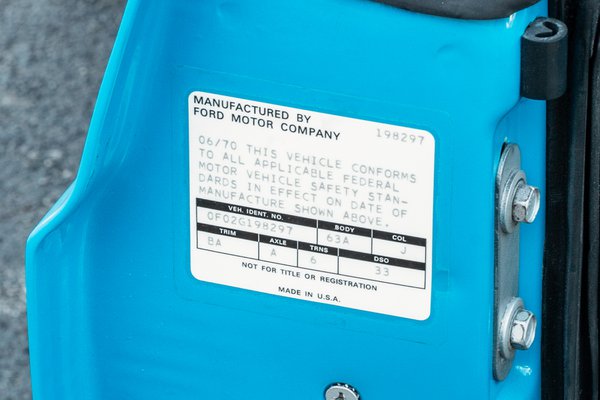 MANUFACTURED BY
FORD MOTOR COMPANY 198297
06/70 THIS VEHICLE CONFORMS
TO ALL APPLICABLE FEDERAL
MOTOR VEHICLE SAFETY STAN-
DARDS IN EFFECT ON DATE OF
MANUFACTURE SHOWN ABOVE.
VEH. IDENT. NO. BODY COL
0F02G198297 63A J
TRIM AXLE TRNS DSO
BA A 6 33
NOT FOR TITLE OR REGISTRATION
MADE IN U.S.A.